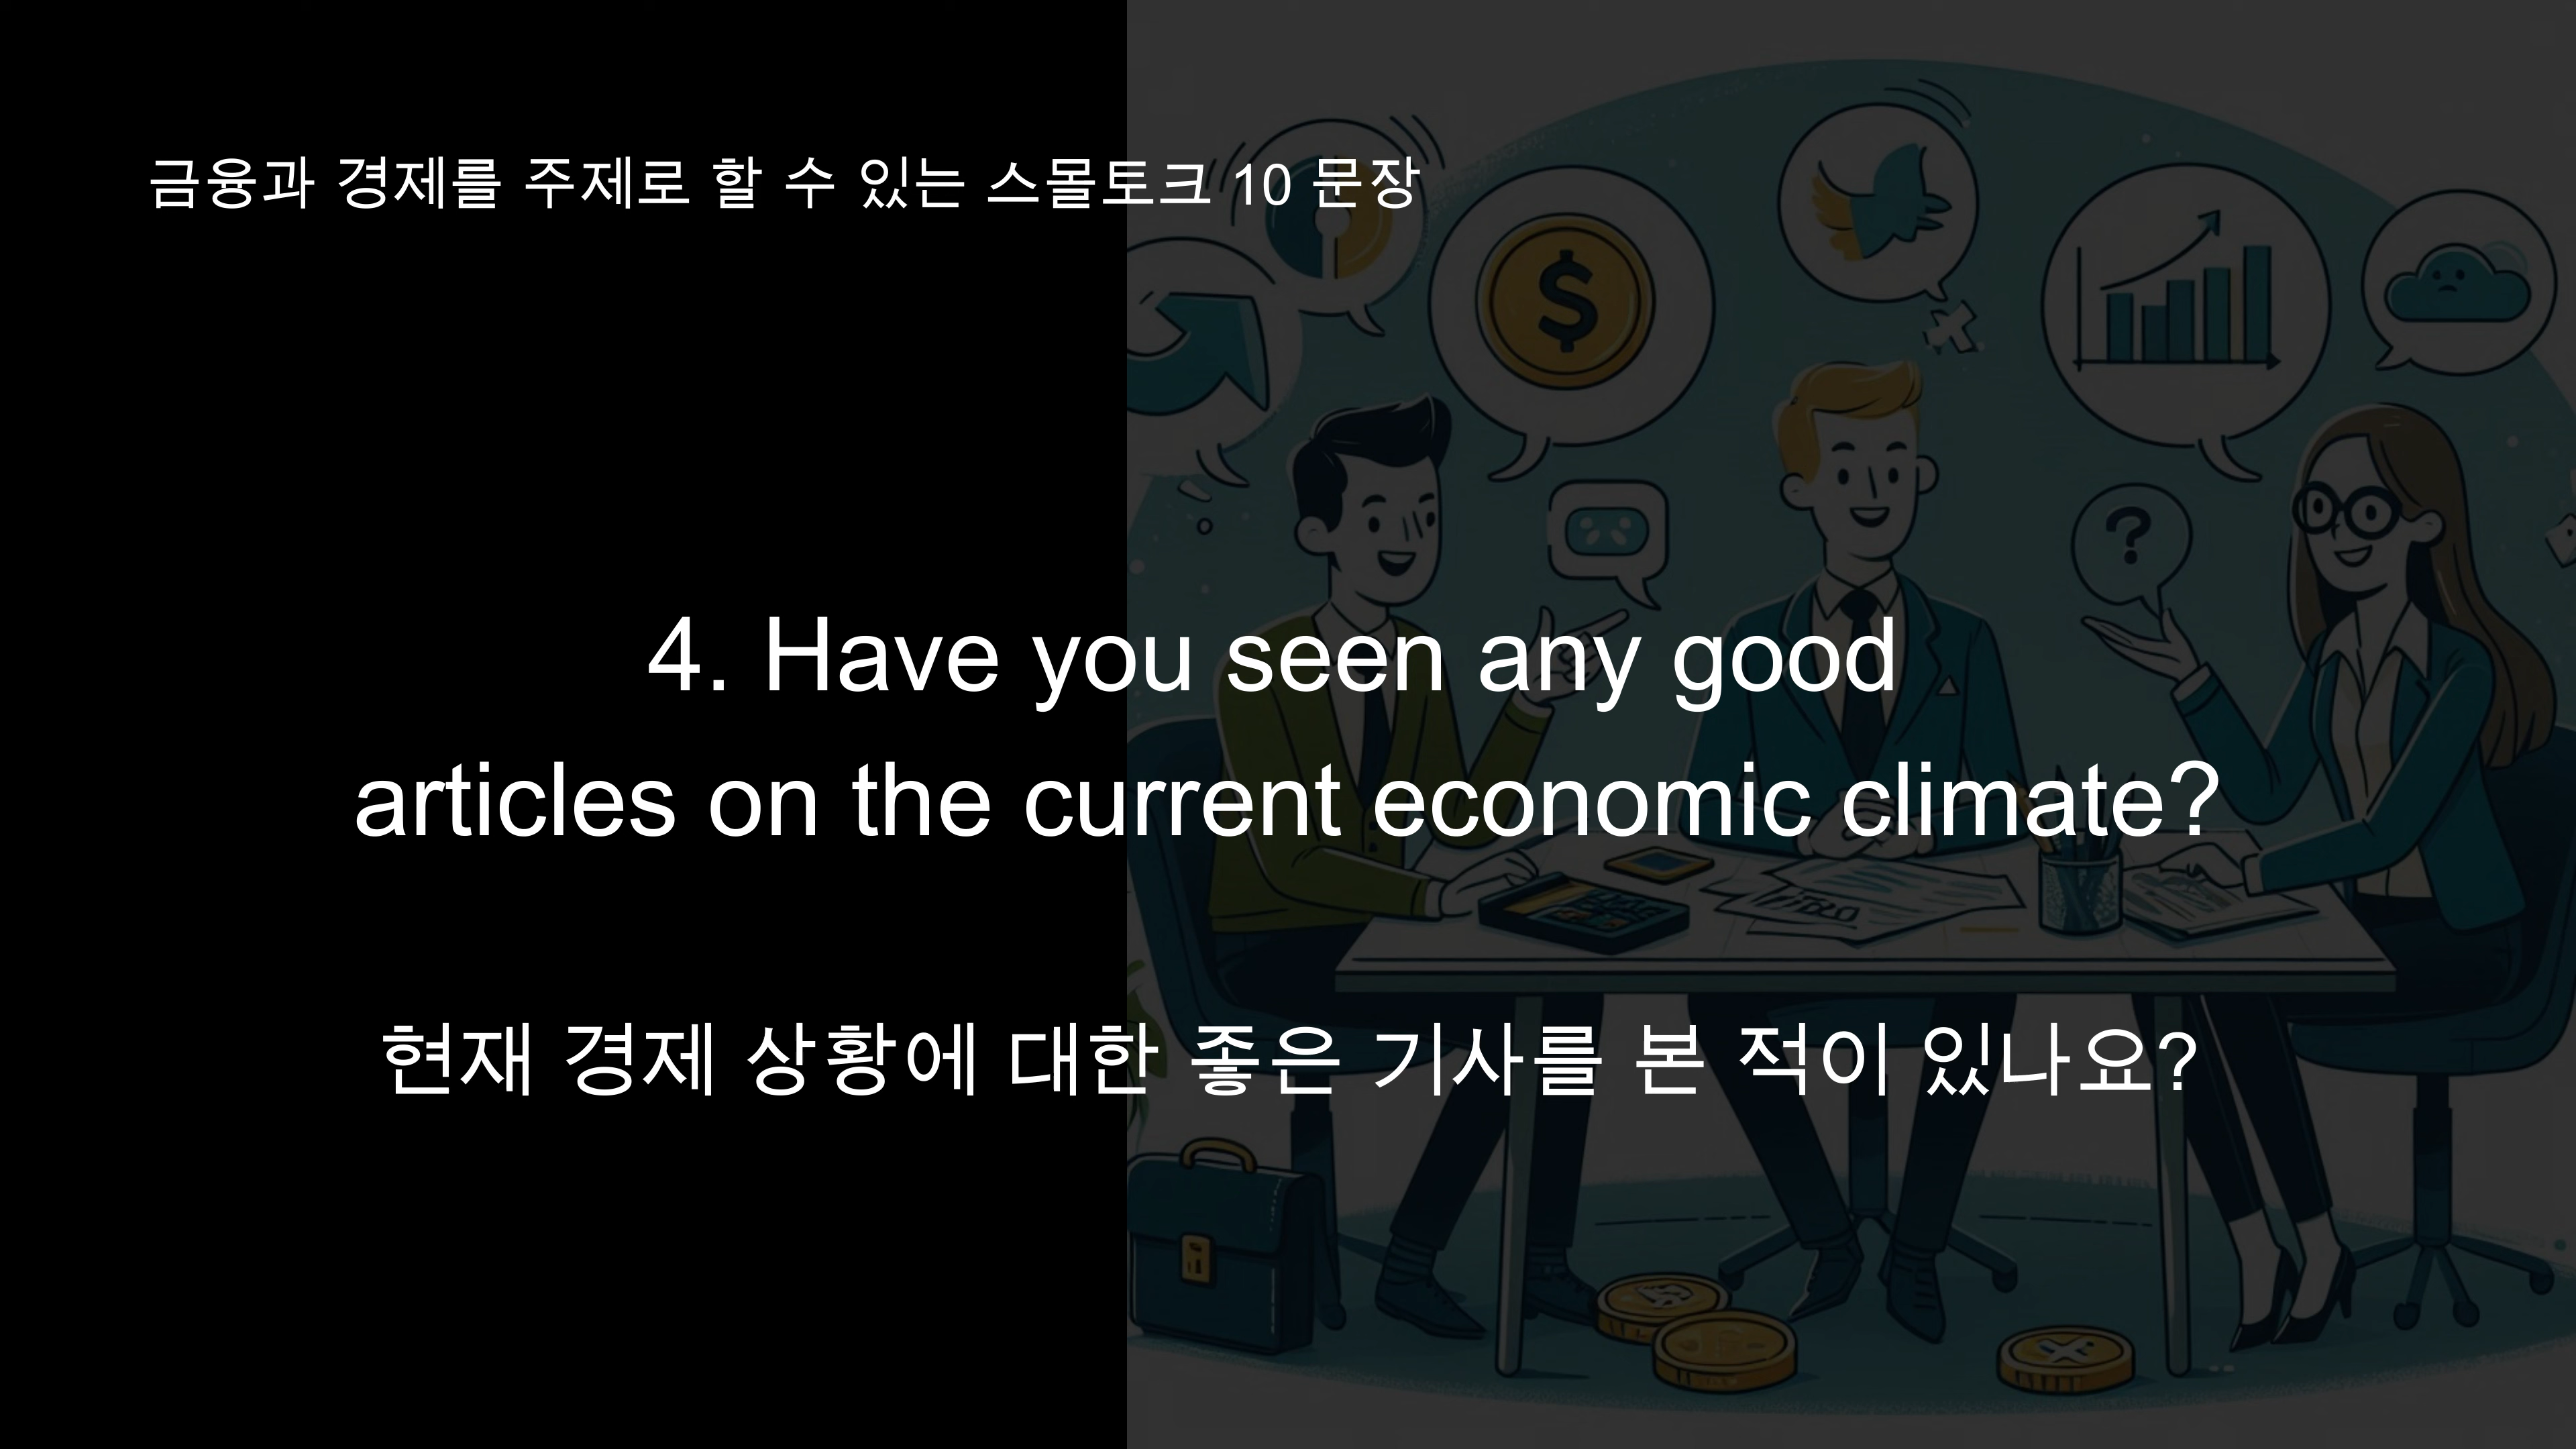 금융과 경제를 주제로 할 수 있는 스몰토크 10 문장
$
?
4. Have you seen any good
articles on the current economic climate?
현재 경제 상황에 대한 좋은 기사를 본 적이 있나요?